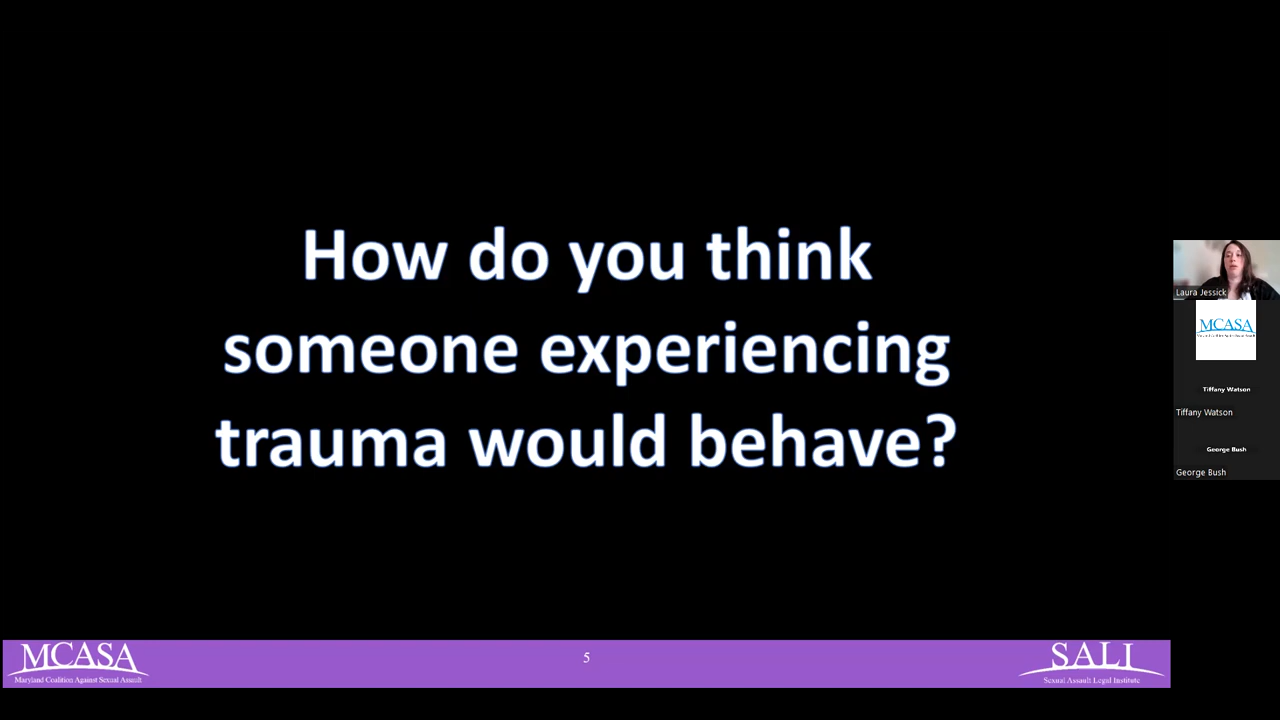 How do you think
someone experiencing
trauma would behave?
Laura Jessick
MCASA
Tiffany Watson
Tiffany Watson
George Bush
George Bush
MCASA
Maryland Coalition Against Sexual Assault
5
SALI
Sexual Assault Legal Institute